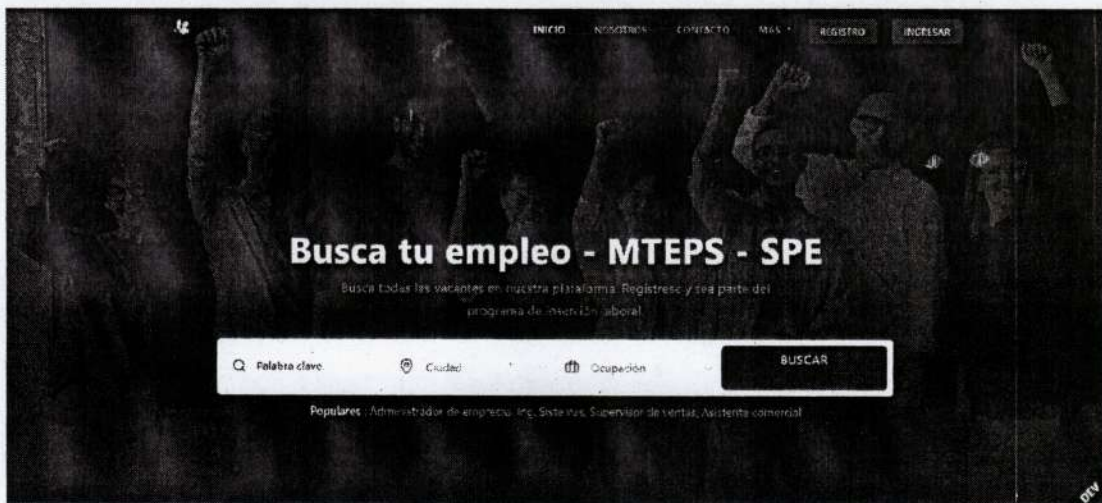 INICIO NOSOTROS CONTACTO MÁS REGISTRO INGRESAR
Busca tu empleo - MTEPS - SPE
Busca todas las vacantes en nuestra plataforma. Regístrese y sea parte del
programa de inserción laboral.
Palabra clave Ciudad Ocupación BUSCAR
Populares : Administrador de empresas, Ing. Sistemas, Supervisor de ventas, Asistente comercial
DEV